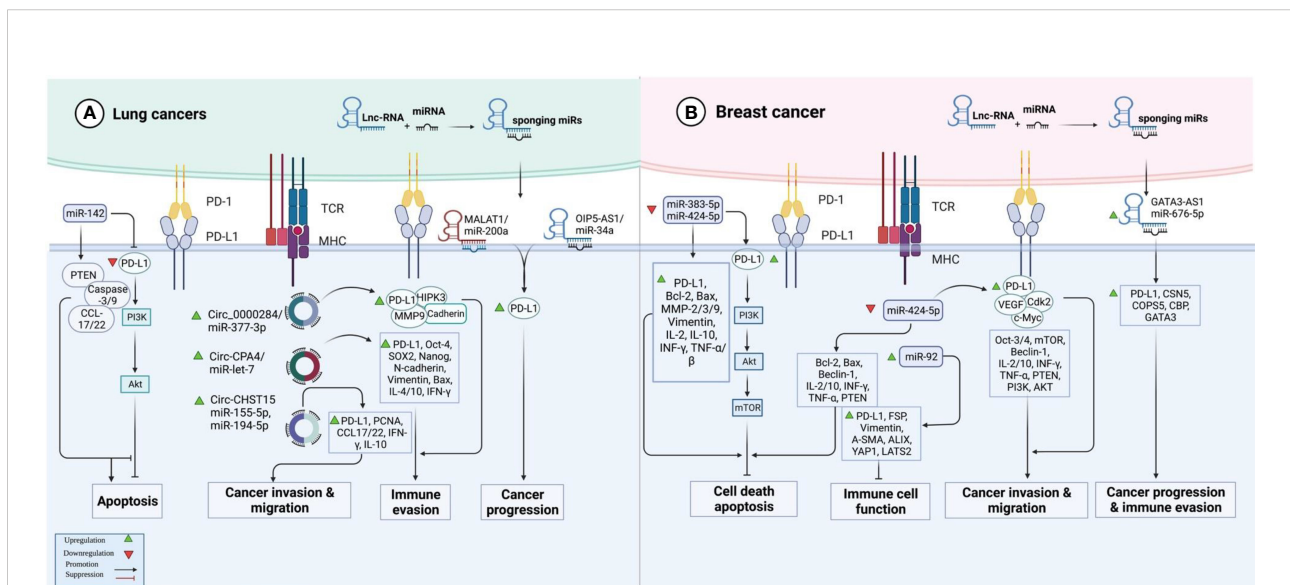 A Lung cancers
Lnc-RNA + miRNA
sponging miRs
miR-142
PD-1
PD-L1
TCR
MHC
MALAT1/
miR-200a
OIP5-AS1/
miR-34a
PTEN
Caspase
-3/9
CCL-
17/22
PD-L1
PI3K
Akt
Circ_0000284/
miR-377-3p
Circ-CPA4/
miR-let-7
Circ-CHST15
miR-155-5p,
miR-194-5p
PD-L1
HIPK3
MMP9
Cadherin
PD-L1, Oct-4,
SOX2, Nanog,
N-cadherin,
Vimentin, Bax,
IL-4/10, IFN-γ
PD-L1, PCNA,
CCL17/22, IFN-
γ, IL-10
PD-L1
Apoptosis
Cancer invasion &
migration
Immune
evasion
Cancer
progression
Upregulation
Downregulation
Promotion
Suppression
B Breast cancer
Lnc-RNA + miRNA
sponging miRs
miR-383-5p
miR-424-5p
PD-1
PD-L1
TCR
MHC
GATA3-AS1
miR-676-5p
PD-L1,
Bcl-2, Bax,
MMP-2/3/9,
Vimentin,
IL-2, IL-10,
INF-γ, TNF-α/
β
PD-L1
PI3K
Akt
mTOR
miR-424-5p
miR-92
Bcl-2, Bax,
Beclin-1,
IL-2/10, INF-γ,
TNF-α, PTEN
PD-L1, FSP,
Vimentin,
A-SMA, ALIX,
YAP1, LATS2
PD-L1
VEGF
Cdk2
c-Myc
Oct-3/4, mTOR,
Beclin-1,
IL-2/10, INF-γ,
TNF-α, PTEN,
PI3K, AKT
PD-L1, CSN5,
COPS5, CBP,
GATA3
Cell death
apoptosis
Immune cell
function
Cancer invasion &
migration
Cancer progression
& immune evasion